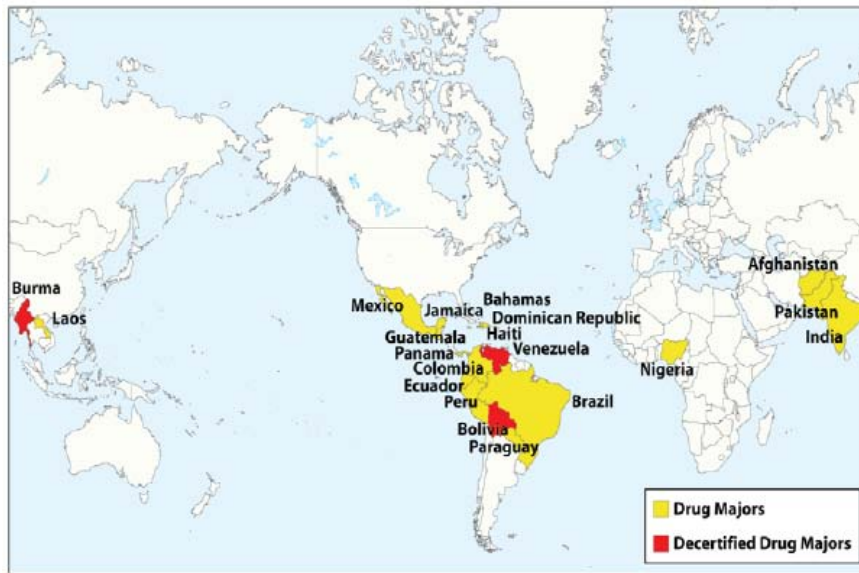 Burma
Laos
Mexico
Jamaica
Bahamas
Dominican Republic
Haiti
Guatemala
Panama
Venezuela
Colombia
Ecuador
Peru
Brazil
Bolivia
Paraguay
Nigeria
Afghanistan
Pakistan
India
Drug Majors
Decertified Drug Majors